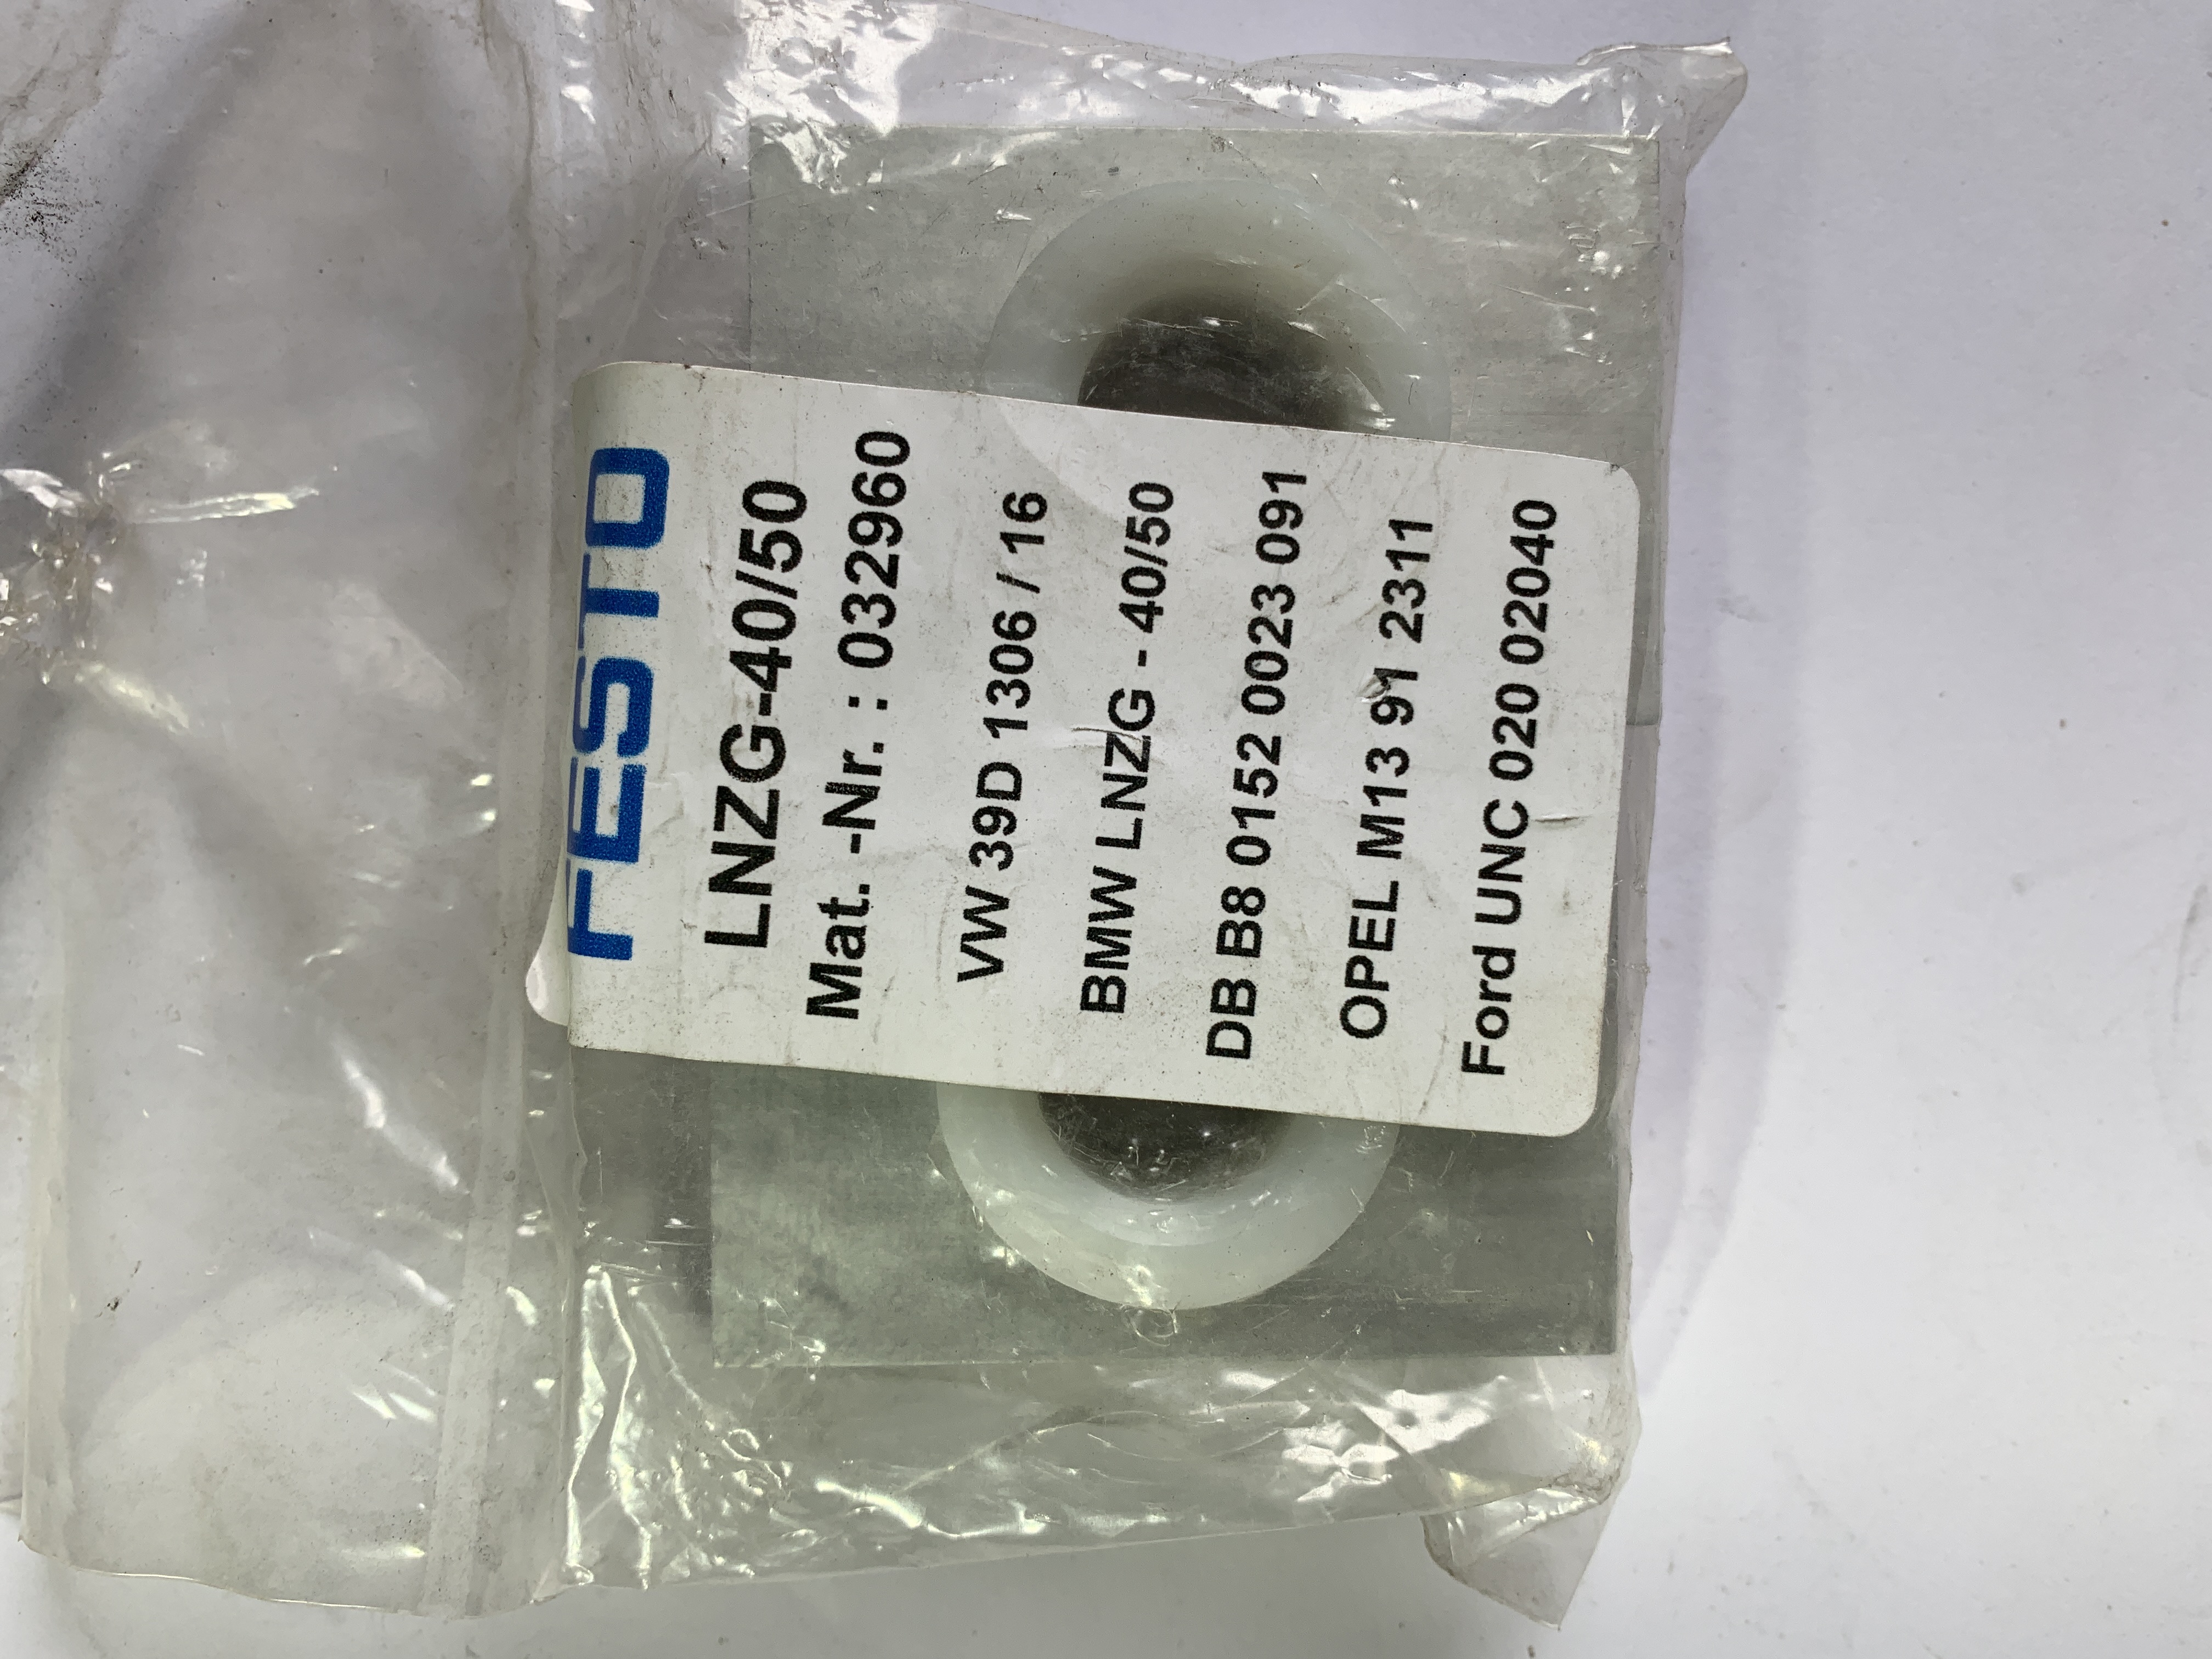 FESTO
LNZG-40/50
Mat. -Nr. : 032960
VW 39D 1306 / 16
BMW LNZG - 40/50
DB B8 0152 0023 091
OPEL M13 91 2311
Ford UNC 020 02040